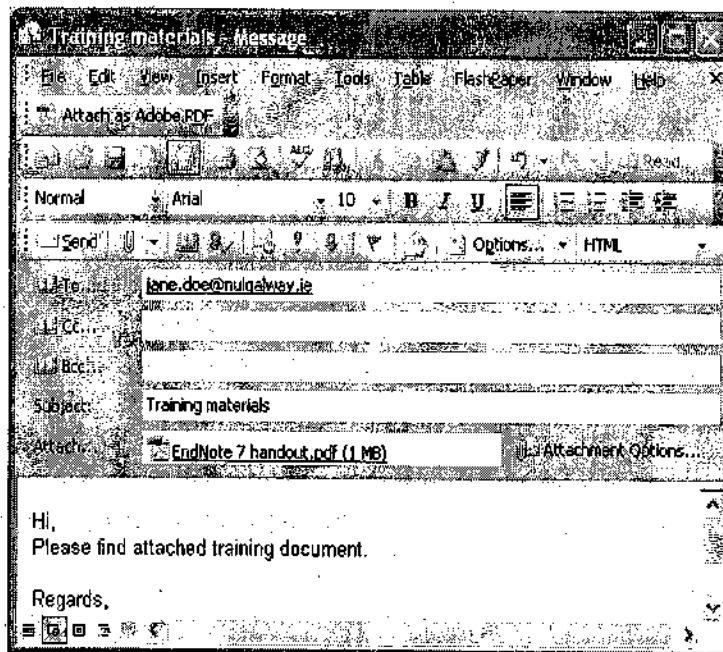 Training materials - Message
File Edit View Insert Format Tools Table FlashPaper Window Help
Attach as Adobe PDF
Read...
Normal Arial 10 B I U
Send Options... HTML
To...
jane.doe@nuigalway.ie
Cc...
Bcc...
Subject: Training materials
Attach... EndNote 7 handout.pdf (1 MB) Attachment Options...
Hi,
Please find attached training document.
Regards,